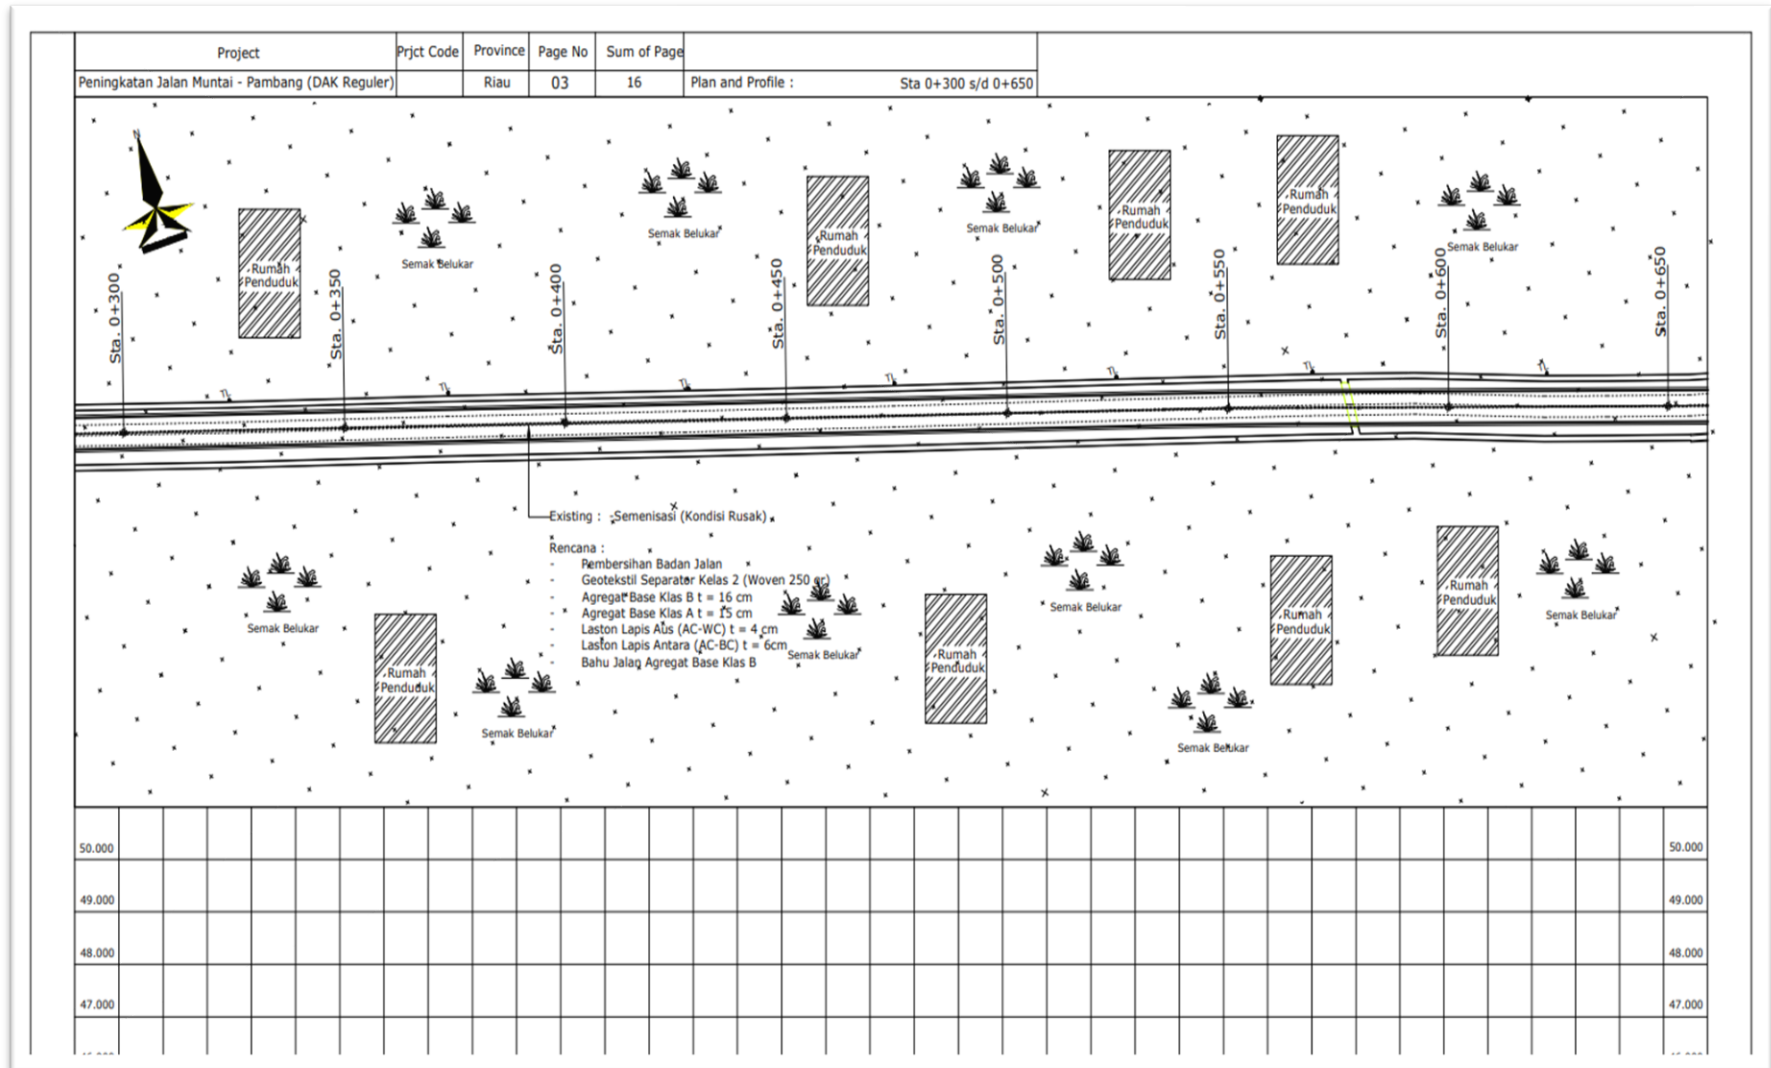 Project
Prjct Code
Province
Page No
Sum of Page
Peningkatan Jalan Muntai - Pambang (DAK Reguler)
Riau
03
16
Plan and Profile :
Sta 0+300 s/d 0+650
N
Rumah
Penduduk
Semak Belukar
Semak Belukar
Rumah
Penduduk
Semak Belukar
Rumah
Penduduk
Rumah
Penduduk
Semak Belukar
Sta. 0+300
Sta. 0+350
Sta. 0+400
Sta. 0+450
Sta. 0+500
Sta. 0+550
Sta. 0+600
Sta. 0+650
TL
TL
TL
TL
TL
TL
TL
Existing : -Semenisasi (Kondisi Rusak)
Rencana :
- Pembersihan Badan Jalan
- Geotekstil Separator Kelas 2 (Woven 250 gr)
- Agregat Base Klas B t = 16 cm
- Agregat Base Klas A t = 15 cm
- Laston Lapis Aus (AC-WC) t = 4 cm
- Laston Lapis Antara (AC-BC) t = 6cm
- Bahu Jalan Agregat Base Klas B
Semak Belukar
Rumah
Penduduk
Semak Belukar
Semak Belukar
Rumah
Penduduk
Semak Belukar
Semak Belukar
Rumah
Penduduk
Rumah
Penduduk
Semak Belukar
50.000
50.000
49.000
49.000
48.000
48.000
47.000
47.000